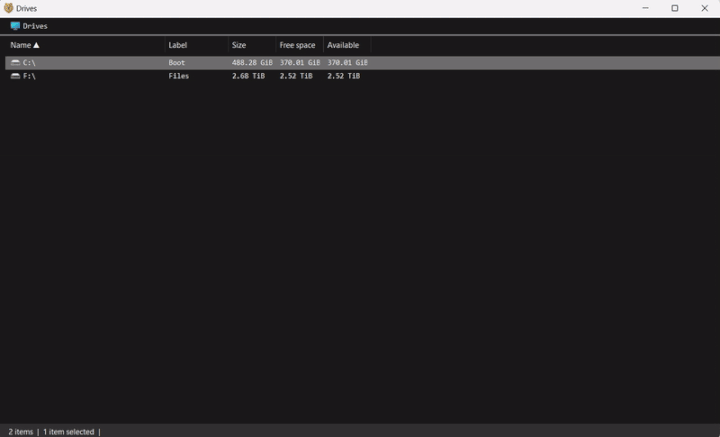 Drives
Drives
Name ▲ Label Size Free space Available
C:\ Boot 488.28 GiB 370.01 GiB 370.01 GiB
F:\ Files 2.68 TiB 2.52 TiB 2.52 TiB
2 items | 1 item selected |